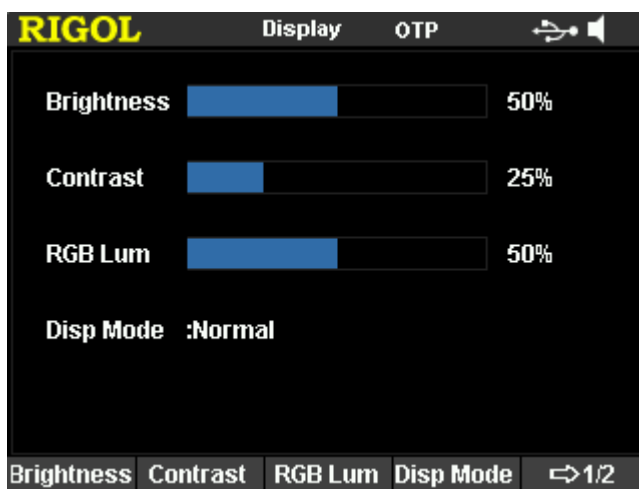 RIGOL Display OTP
Brightness 50%
Contrast 25%
RGB Lum 50%
Disp Mode :Normal
Brightness Contrast RGB Lum Disp Mode ⇨1/2